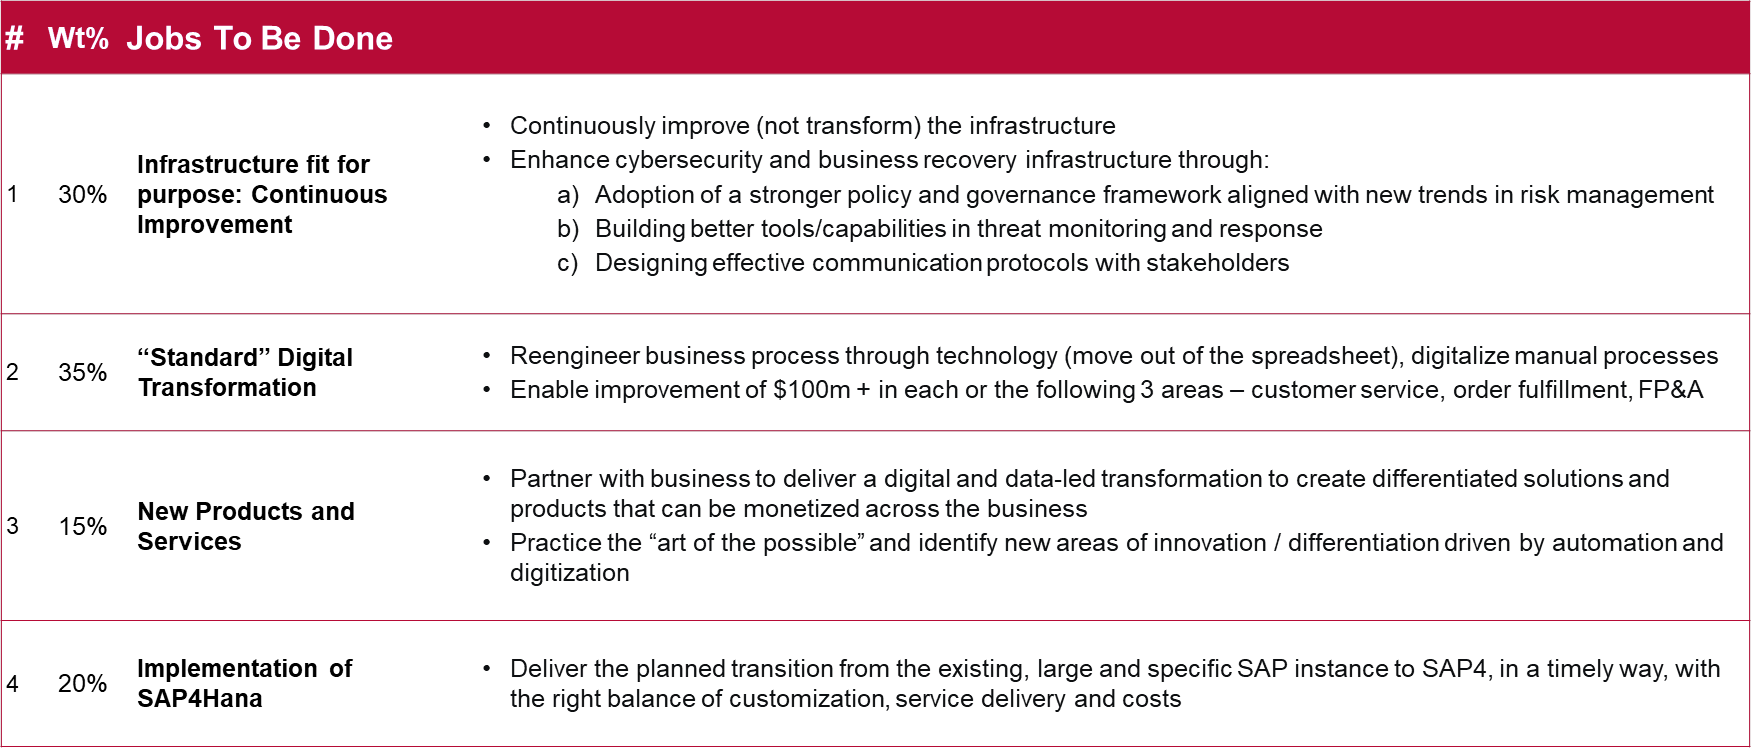 # Wt% Jobs To Be Done
1 30% Infrastructure fit for
purpose: Continuous
Improvement
• Continuously improve (not transform) the infrastructure
• Enhance cybersecurity and business recovery infrastructure through:
a) Adoption of a stronger policy and governance framework aligned with new trends in risk management
b) Building better tools/capabilities in threat monitoring and response
c) Designing effective communication protocols with stakeholders
2 35% “Standard” Digital
Transformation
• Reengineer business process through technology (move out of the spreadsheet), digitalize manual processes
• Enable improvement of $100m + in each or the following 3 areas – customer service, order fulfillment, FP&A
3 15% New Products and
Services
• Partner with business to deliver a digital and data-led transformation to create differentiated solutions and
products that can be monetized across the business
• Practice the “art of the possible” and identify new areas of innovation / differentiation driven by automation and
digitization
4 20% Implementation of
SAP4Hana
• Deliver the planned transition from the existing, large and specific SAP instance to SAP4, in a timely way, with
the right balance of customization, service delivery and costs